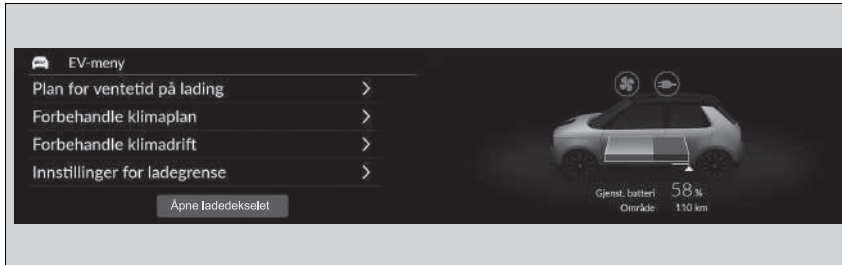 EV-meny
Plan for ventetid på lading
Forbehandle klimaplan
Forbehandle klimadrift
Innstillinger for ladegrense
Åpne ladedekselet
Gjenst. batteri 58 %
Område 110 km